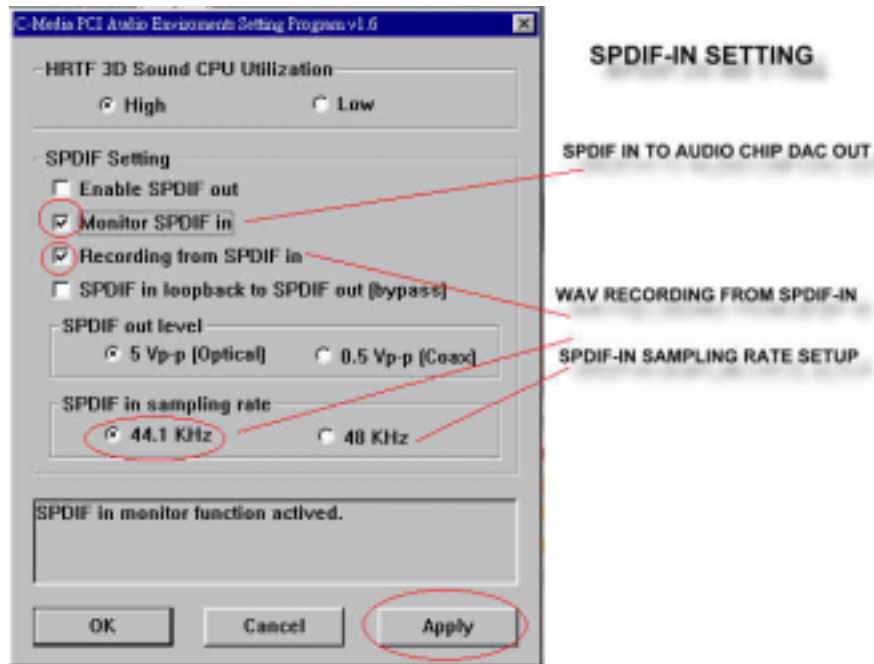 C-Media PCI Audio Enviroments Setting Program v1.6
SPDIF-IN SETTING
HRTF 3D Sound CPU Utilization
High Low
SPDIF Setting
SPDIF IN TO AUDIO CHIP DAC OUT
Enable SPDIF out
Monitor SPDIF in
Recording from SPDIF in
SPDIF in loopback to SPDIF out (bypass)
WAV RECORDING FROM SPDIF-IN
SPDIF out level
5 Vp-p (Optical) 0.5 Vp-p (Coax)
SPDIF-IN SAMPLING RATE SETUP
SPDIF in sampling rate
44.1 KHz 48 KHz
SPDIF in monitor function actived.
OK Cancel Apply